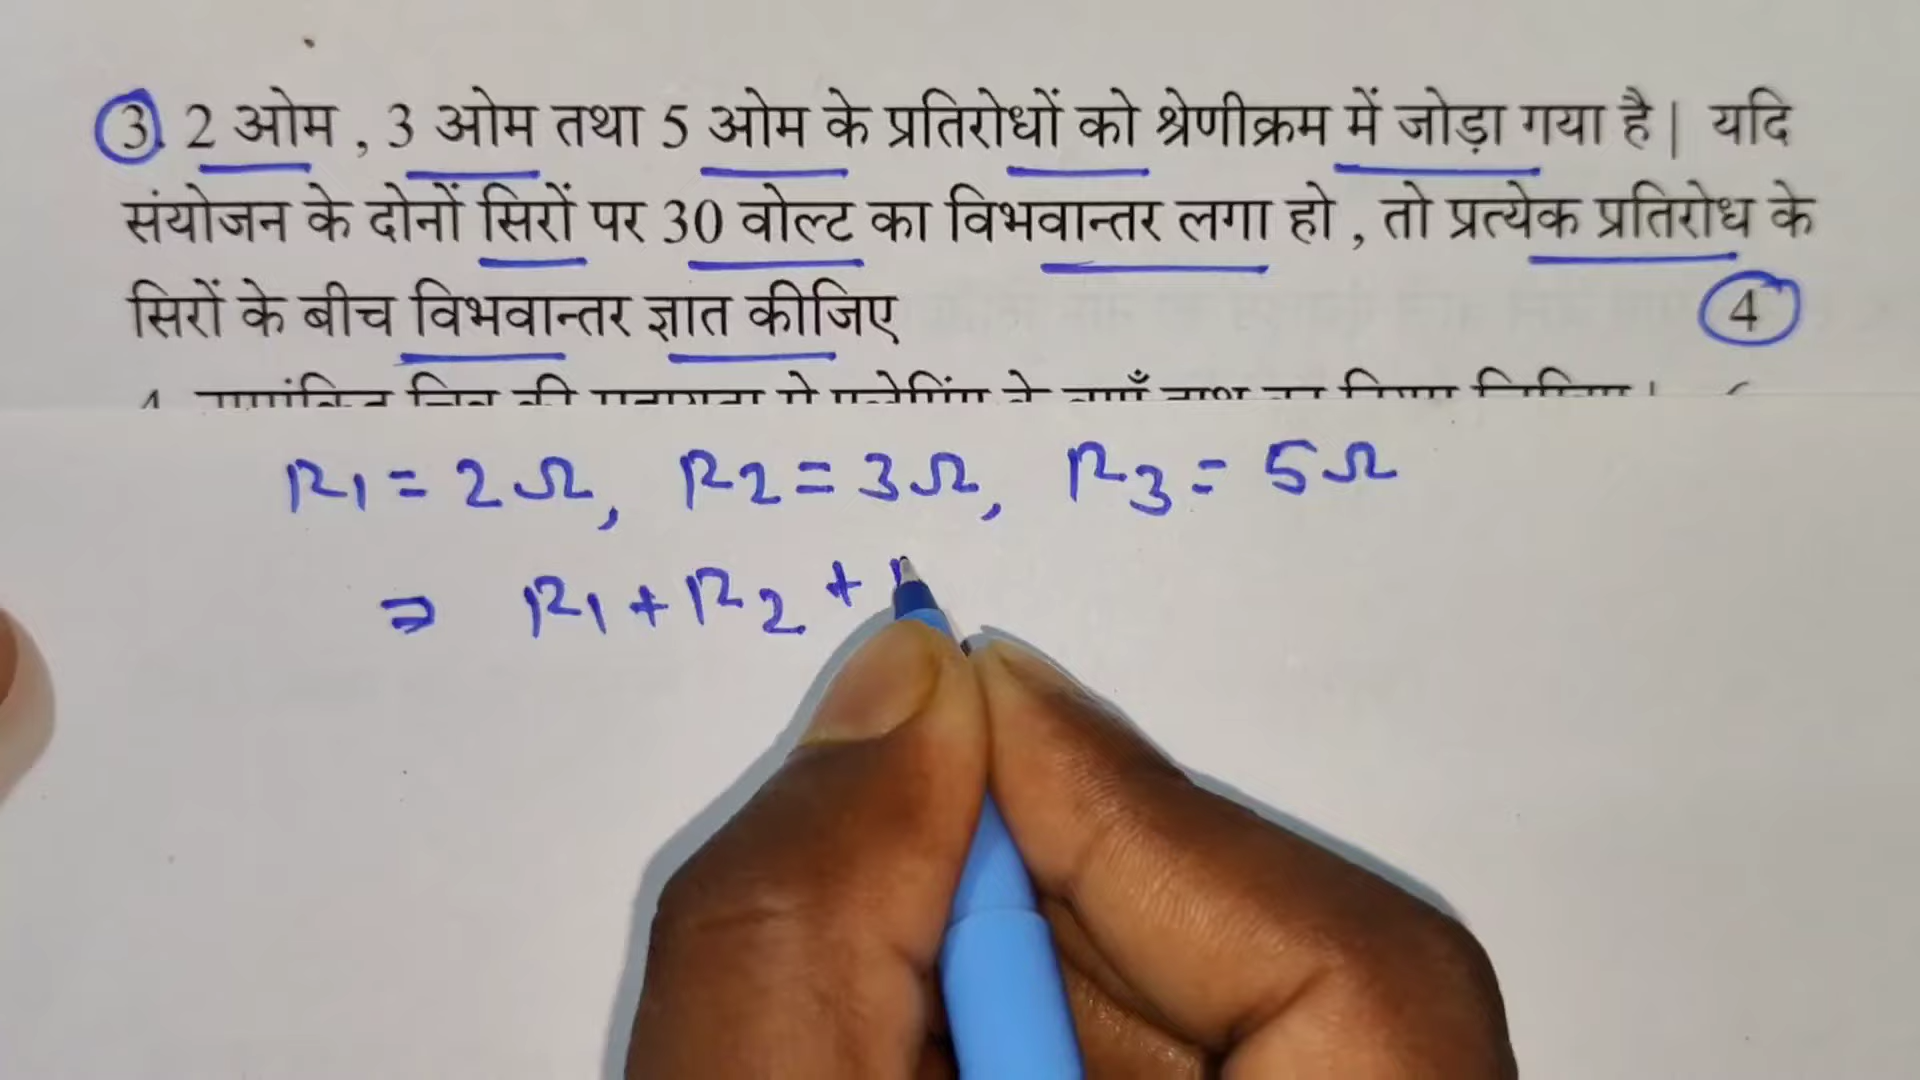 3. 2 ओम , 3 ओम तथा 5 ओम के प्रतिरोधों को श्रेणीक्रम में जोड़ा गया है | यदि
संयोजन के दोनों सिरों पर 30 वोल्ट का विभवान्तर लगा हो , तो प्रत्येक प्रतिरोध के
सिरों के बीच विभवान्तर ज्ञात कीजिए 4
R1 = 2Ω, R2 = 3Ω, R3 = 5Ω
⇒ R1 + R2 +